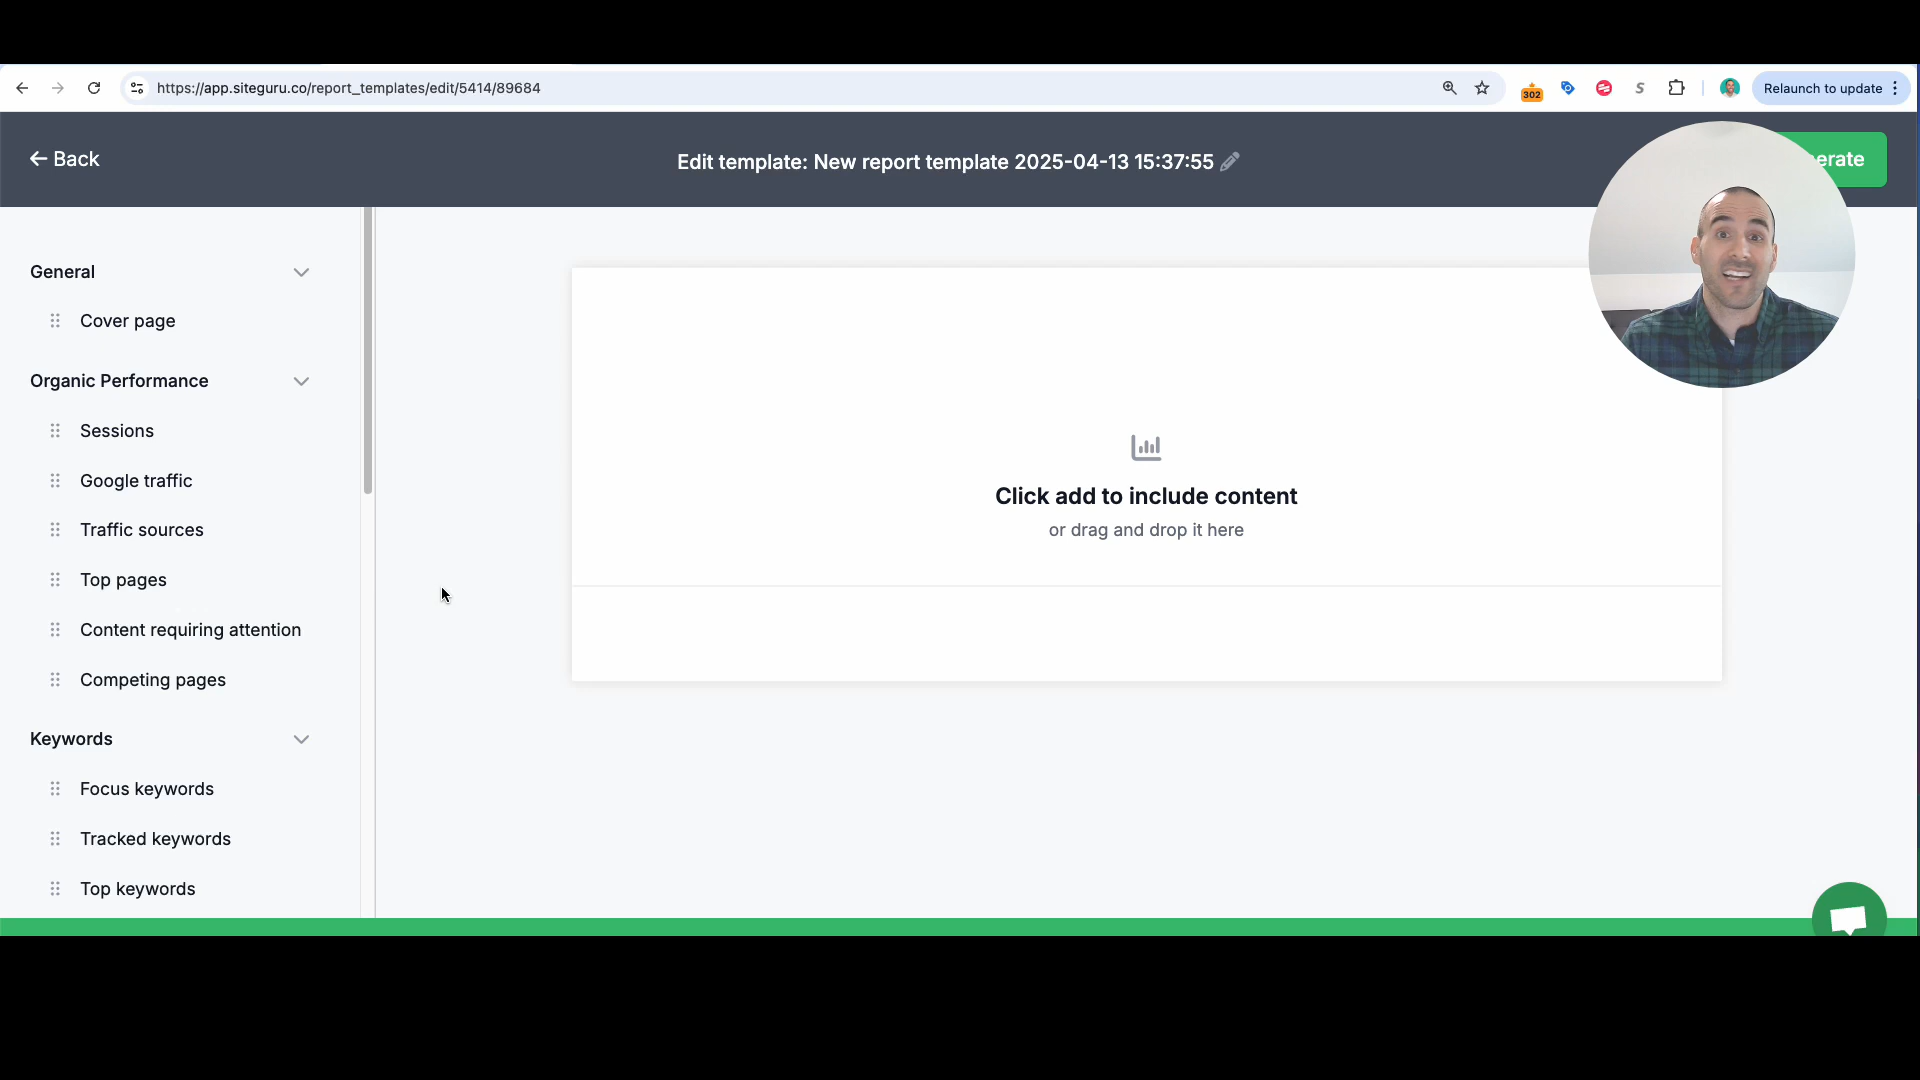 https://app.siteguru.co/report_templates/edit/5414/89684
302
S
Relaunch to update
Back
Edit template: New report template 2025-04-13 15:37:55
erate
General
Cover page
Organic Performance
Sessions
Google traffic
Traffic sources
Top pages
Content requiring attention
Competing pages
Keywords
Focus keywords
Tracked keywords
Top keywords
Click add to include content
or drag and drop it here